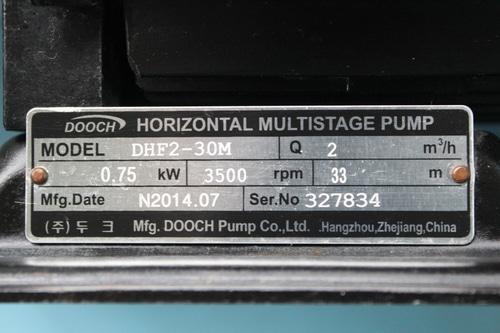 DOOCH HORIZONTAL MULTISTAGE PUMP
MODEL DHF2-30M Q 2 m³/h
0.75 kW 3500 rpm 33 m
Mfg.Date N2014.07 Ser.No 327834
(주) 두 크 Mfg. DOOCH Pump Co.,Ltd. .Hangzhou,Zhejiang,China